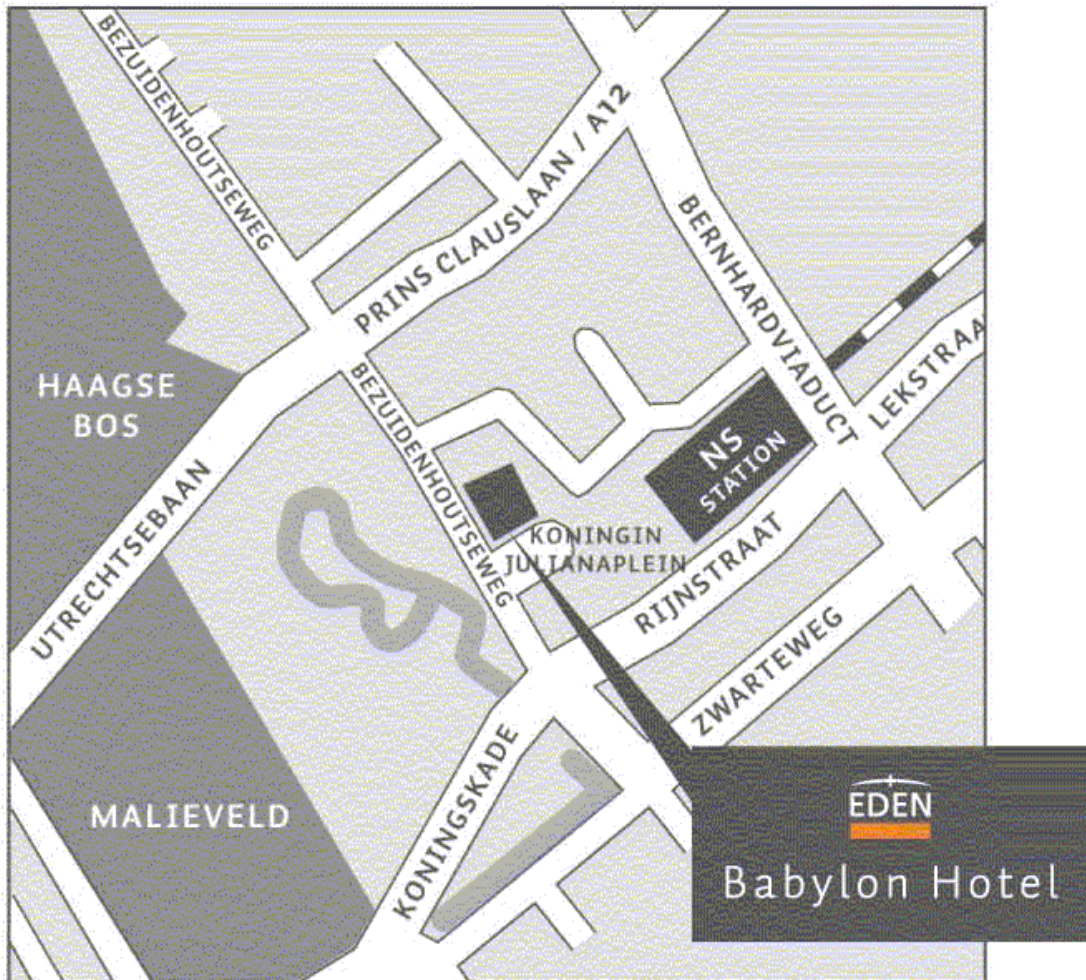 BEZUIDENHOUTSEWEG
PRINS CLAUSLAAN / A12
BERNHARDVIADUCT
LEKSTRAA
HAAGSE
BOS
BEZUIDENHOUTSEWEG
NS
STATION
UTRECHTSEBAAN
KONINGIN
JULIANAPLEIN
RIJNSTRAAT
ZWARTEWEG
KONINGSKADE
MALIEVELD
EDEN
Babylon Hotel